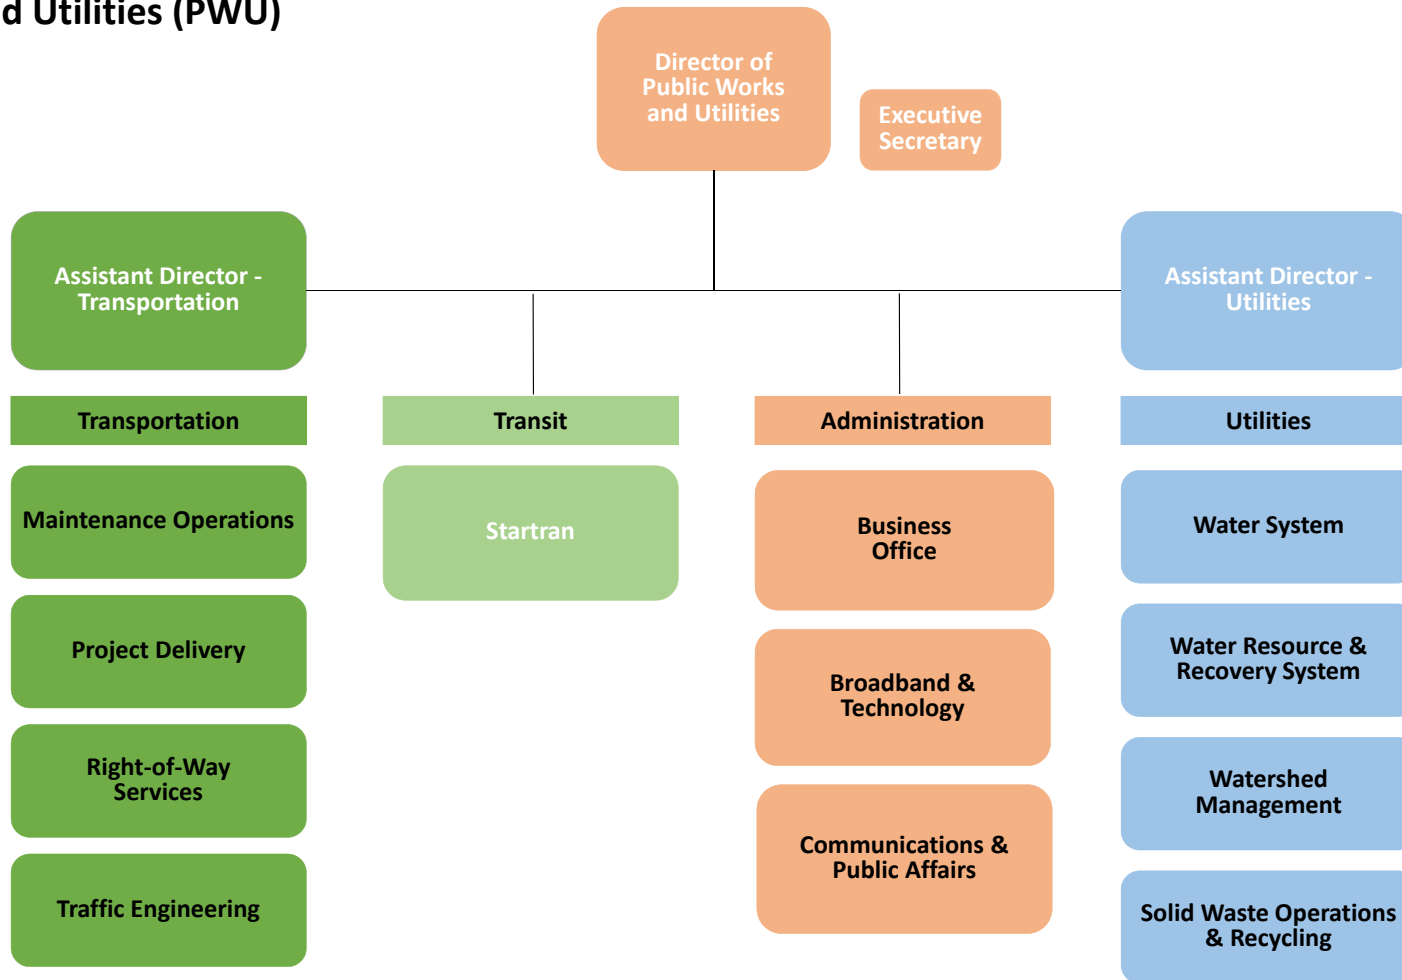 d Utilities (PWU)
Director of
Public Works
and Utilities
Executive
Secretary
Assistant Director -
Transportation
Assistant Director -
Utilities
Transportation
Maintenance Operations
Project Delivery
Right-of-Way
Services
Traffic Engineering
Transit
Startran
Administration
Business
Office
Broadband &
Technology
Communications &
Public Affairs
Utilities
Water System
Water Resource &
Recovery System
Watershed
Management
Solid Waste Operations
& Recycling